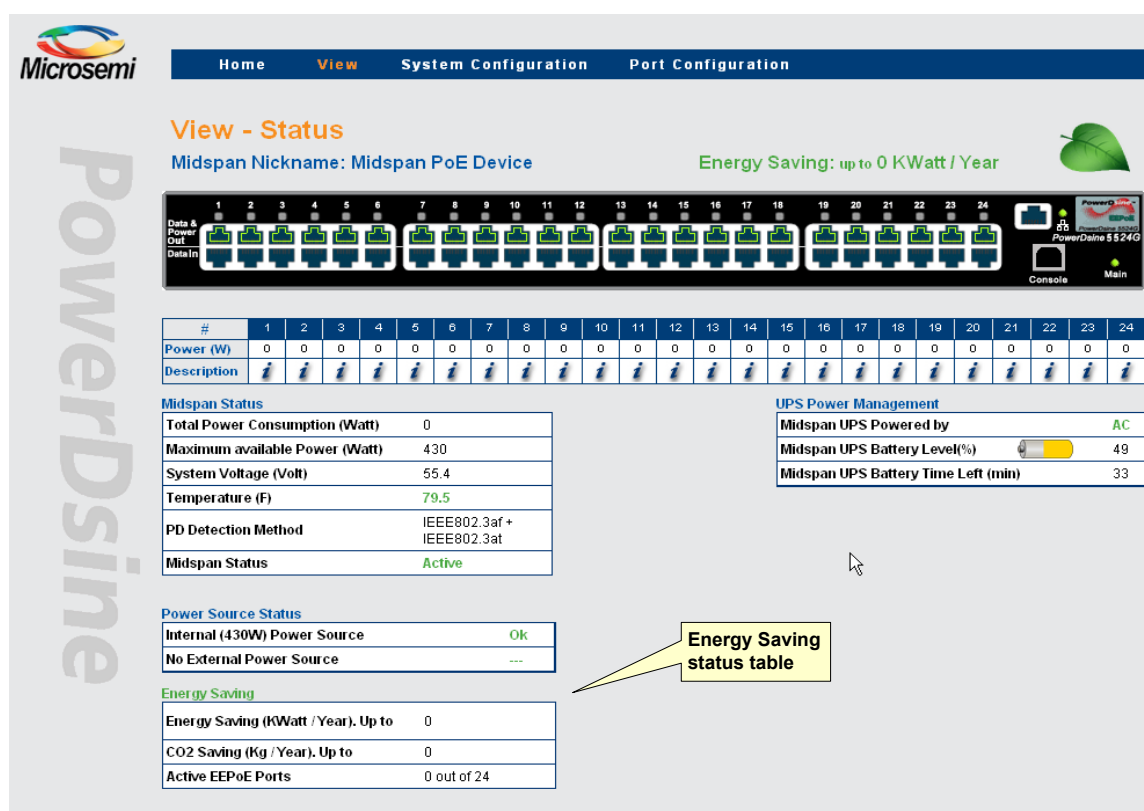 Microsemi
Home View System Configuration Port Configuration
PowerDsine
View - Status
Midspan Nickname: Midspan PoE Device
Energy Saving: up to 0 KWatt / Year
1 2 3 4 5 6 7 8 9 10 11 12 13 14 15 16 17 18 19 20 21 22 23 24
Data &
Power
Out
Data In
EEPoE
PowerDsine 5524G
PowerDsine 5524G
Console
Main
# 1 2 3 4 5 6 7 8 9 10 11 12 13 14 15 16 17 18 19 20 21 22 23 24
Power (W) 0 0 0 0 0 0 0 0 0 0 0 0 0 0 0 0 0 0 0 0 0 0 0 0
Description i i i i i i i i i i i i i i i i i i i i i i i i
Midspan Status
Total Power Consumption (Watt) 0
Maximum available Power (Watt) 430
System Voltage (Volt) 55.4
Temperature (F) 79.5
PD Detection Method IEEE802.3af +
IEEE802.3at
Midspan Status Active
UPS Power Management
Midspan UPS Powered by AC
Midspan UPS Battery Level(%) 49
Midspan UPS Battery Time Left (min) 33
Power Source Status
Internal (430W) Power Source Ok
No External Power Source ---
Energy Saving
status table
Energy Saving
Energy Saving (KWatt / Year). Up to 0
CO2 Saving (Kg / Year). Up to 0
Active EEPoE Ports 0 out of 24